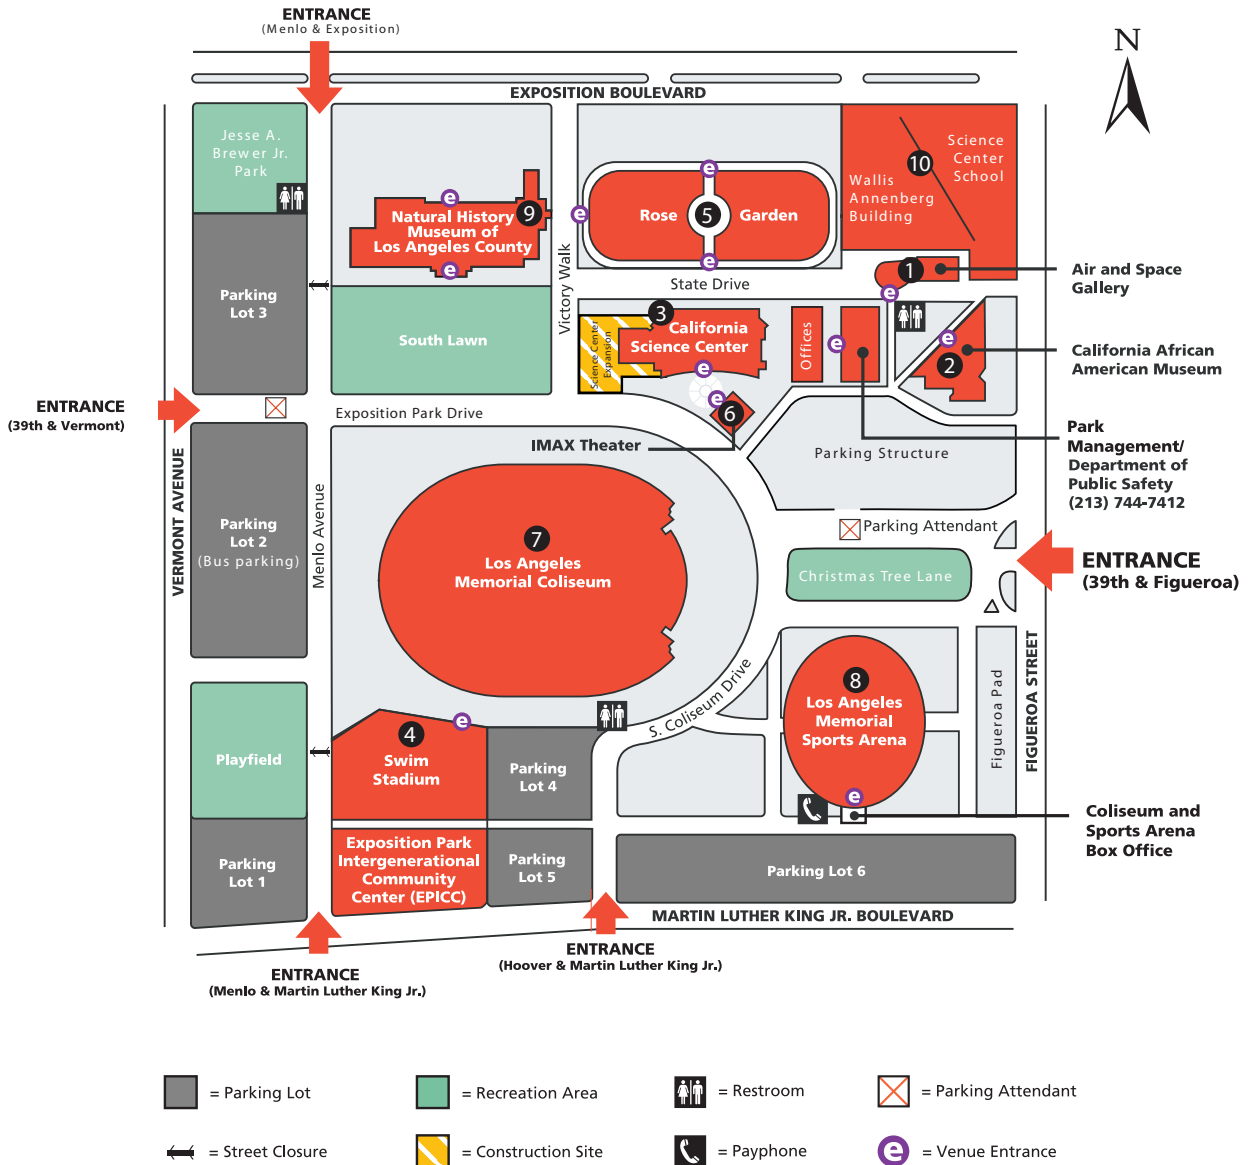 ENTRANCE
(Menlo & Exposition)
N
EXPOSITION BOULEVARD
Jesse A.
Brewer Jr.
Park
10
Science
Center
School
Wallis
Annenberg
Building
e
e
Natural History
Museum of
Los Angeles County
9
e
e
Rose
5
Garden
e
e
Victory Walk
State Drive
1
Air and Space
Gallery
e
Parking
Lot 3
South Lawn
Science Center
Expansion
3
California
Science Center
e
Offices
e
e
2
California African
American Museum
ENTRANCE
(39th & Vermont)
Exposition Park Drive
e
6
IMAX Theater
Parking Structure
Park
Management/
Department of
Public Safety
(213) 744-7412
VERMONT AVENUE
Parking
Lot 2
(Bus parking)
Menlo Avenue
7
Los Angeles
Memorial Coliseum
Parking Attendant
Christmas Tree Lane
ENTRANCE
(39th & Figueroa)
S. Coliseum Drive
8
Los Angeles
Memorial
Sports Arena
e
Figueroa Pad
FIGUEROA STREET
Playfield
4
Swim
Stadium
e
Parking
Lot 4
Coliseum and
Sports Arena
Box Office
Parking
Lot 1
Exposition Park
Intergenerational
Community
Center (EPICC)
Parking
Lot 5
Parking Lot 6
MARTIN LUTHER KING JR. BOULEVARD
ENTRANCE
(Menlo & Martin Luther King Jr.)
ENTRANCE
(Hoover & Martin Luther King Jr.)
= Parking Lot
= Recreation Area
= Restroom
= Parking Attendant
= Street Closure
= Construction Site
= Payphone
e = Venue Entrance